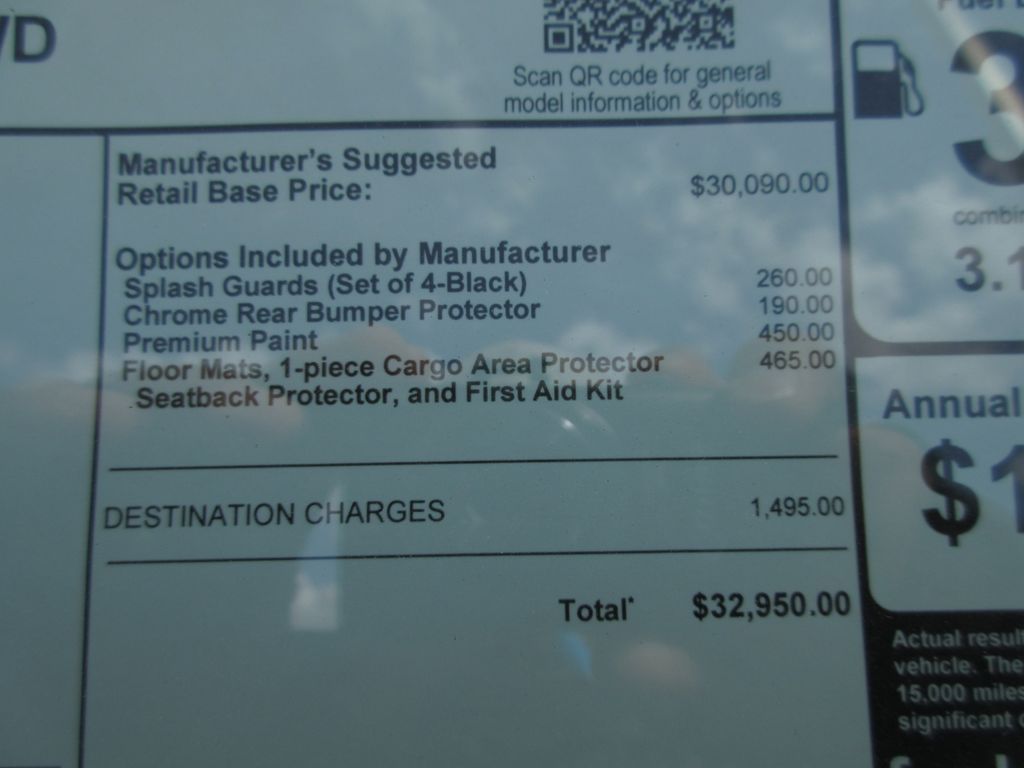 Scan QR code for general
model information & options
Manufacturer's Suggested
Retail Base Price: $30,090.00
Options Included by Manufacturer
Splash Guards (Set of 4-Black) 260.00
Chrome Rear Bumper Protector 190.00
Premium Paint 450.00
Floor Mats, 1-piece Cargo Area Protector 465.00
Seatback Protector, and First Aid Kit
DESTINATION CHARGES 1,495.00
Total* $32,950.00
3.1
Annual
$1
Actual
vehicle. The
15,000 miles
significant